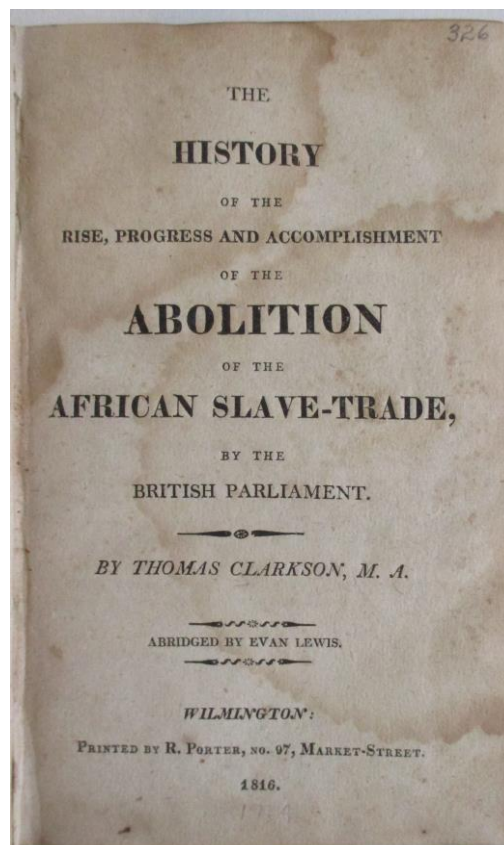 326
THE
HISTORY
OF THE
RISE, PROGRESS AND ACCOMPLISHMENT
OF THE
ABOLITION
OF THE
AFRICAN SLAVE-TRADE,
BY THE
BRITISH PARLIAMENT.
BY THOMAS CLARKSON, M. A.
ABRIDGED BY EVAN LEWIS.
WILMINGTON:
PRINTED BY R. PORTER, NO. 97, MARKET-STREET.
1816.